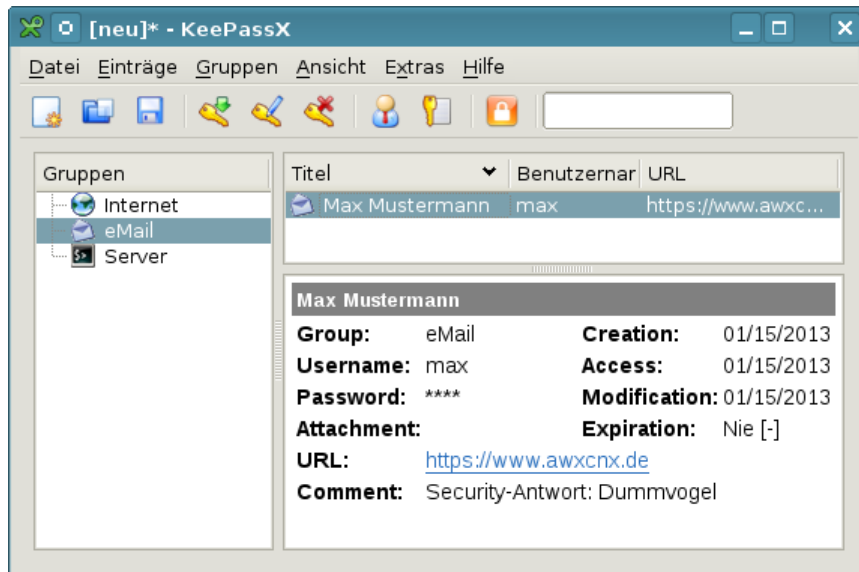 [neu]* - KeePassX
Datei Einträge Gruppen Ansicht Extras Hilfe
Gruppen
Internet
eMail
Server
Titel Benutzernar URL
Max Mustermann max https://www.awxc...
Max Mustermann
Group: eMail Creation: 01/15/2013
Username: max Access: 01/15/2013
Password: **** Modification: 01/15/2013
Attachment: Expiration: Nie [-]
URL: https://www.awxcnx.de
Comment: Security-Antwort: Dummvogel